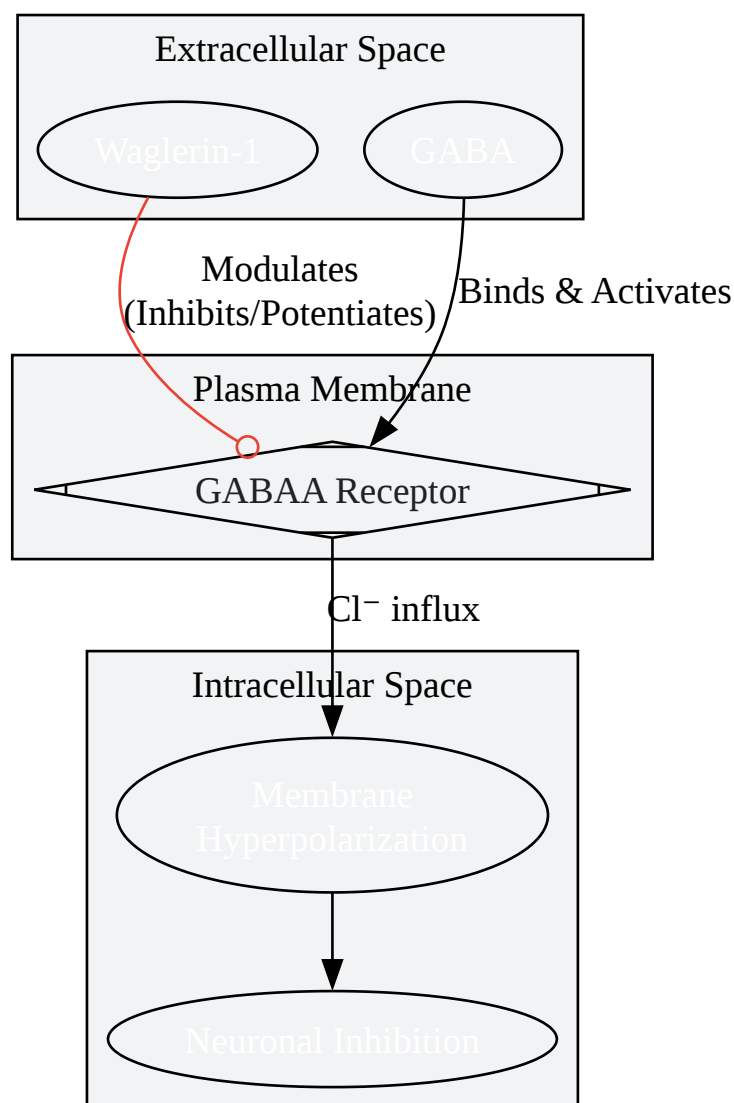 Extracellular Space
Waglerin-1
GABA
Modulates
(Inhibits/Potentiates)
Binds & Activates
Plasma Membrane
GABAA Receptor
Cl⁻ influx
Intracellular Space
Membrane
Hyperpolarization
Neuronal Inhibition